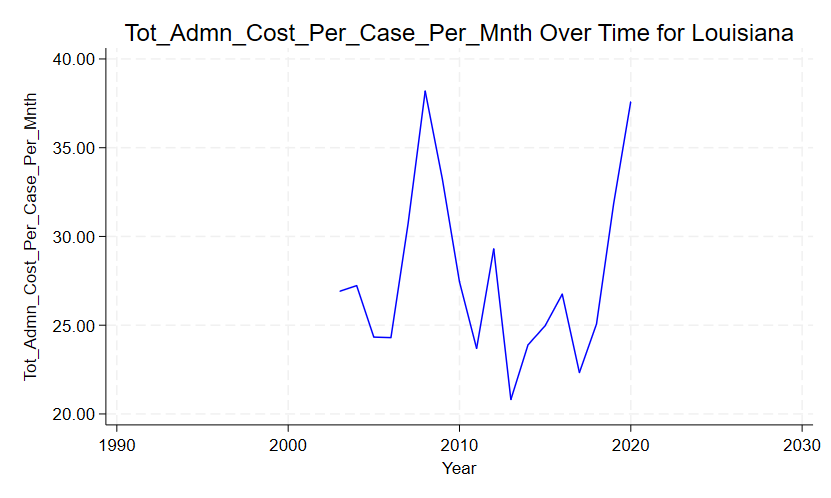 Tot_Admn_Cost_Per_Case_Per_Mnth Over Time for Louisiana
Tot_Admn_Cost_Per_Case_Per_Mnth
40.00
35.00
30.00
25.00
20.00
1990 2000 2010 2020 2030
Year